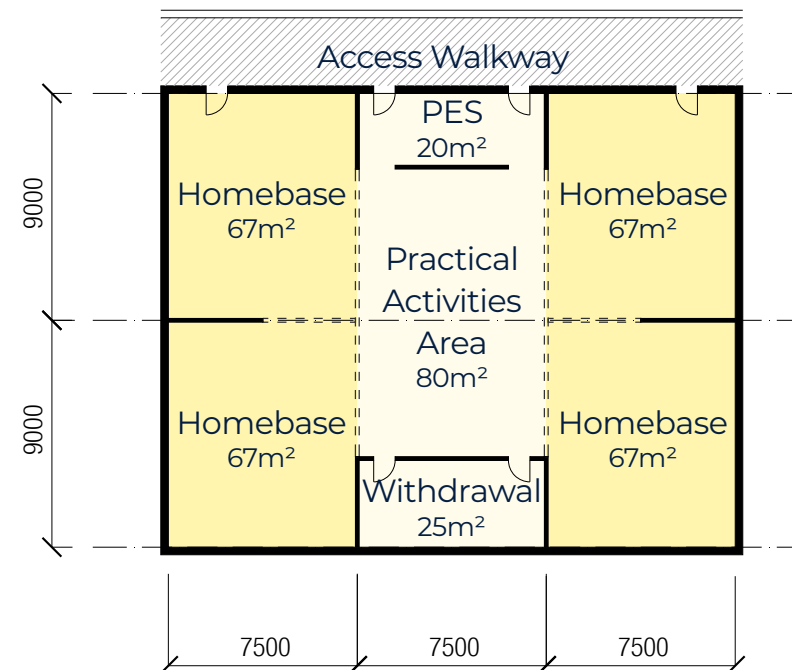 Access Walkway
PES
20m²
Homebase
67m²
Homebase
67m²
9000
Practical
Activities
Area
80m²
Homebase
67m²
Homebase
67m²
9000
Withdrawal
25m²
7500
7500
7500